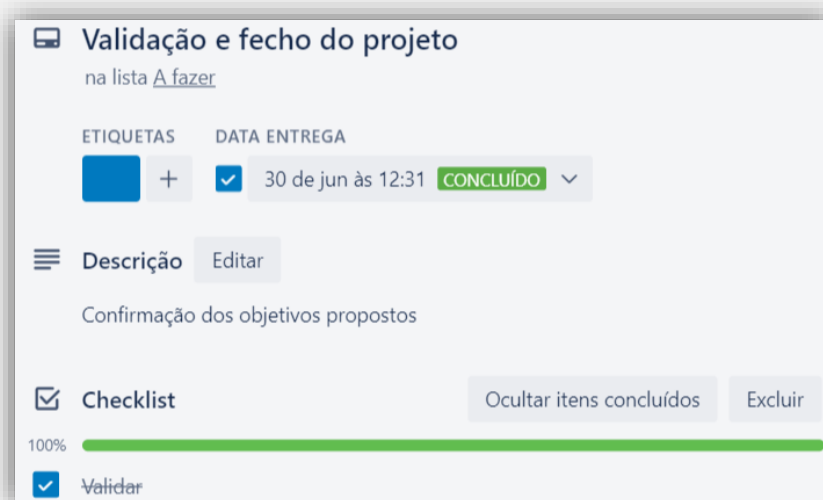 Validação e fecho do projeto
na lista A fazer
ETIQUETAS DATA ENTREGA
+ 30 de jun às 12:31 CONCLUÍDO
Descrição Editar
Confirmação dos objetivos propostos
Checklist Ocultar itens concluídos Excluir
100%
Validar